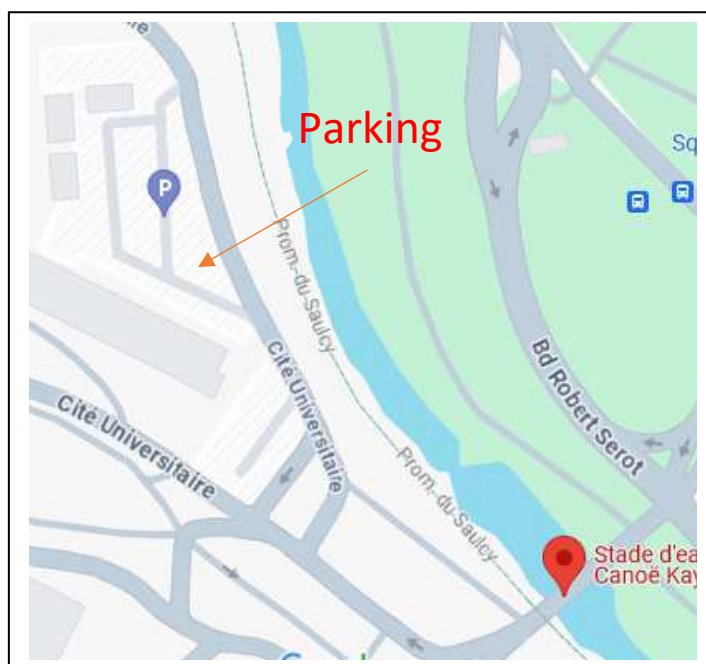 aire
Parking
Sq
P
Prom.-du-Saulcy
Bd Robert Serot
Cité Universitaire
Cité Universitaire
Prom.-du-Saulcy
Stade d'ea
Canoë Kay